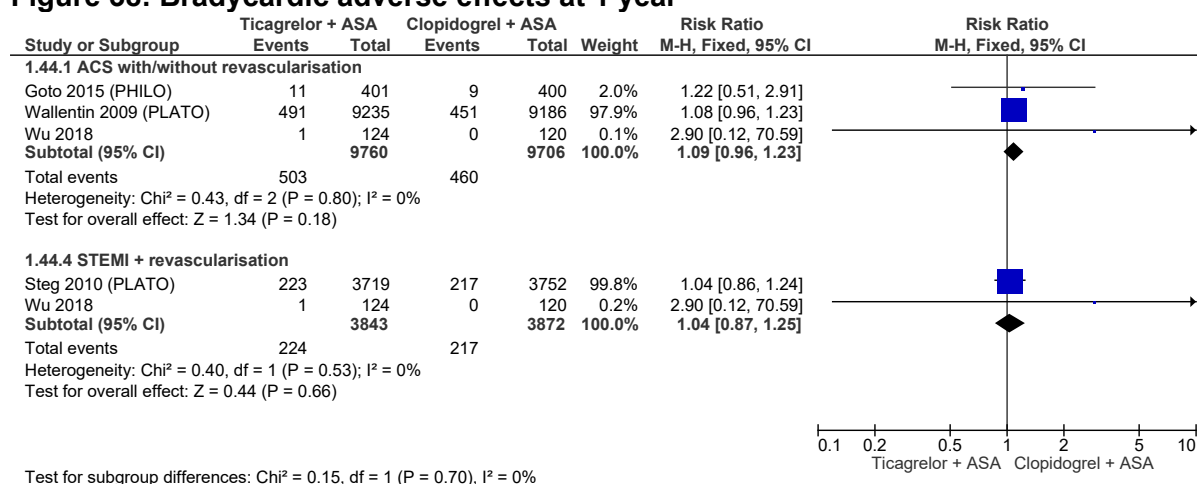 Ticagrelor + ASA Clopidogrel + ASA Risk Ratio Risk Ratio
Study or Subgroup Events Total Events Total Weight M-H, Fixed, 95% CI M-H, Fixed, 95% CI
1.44.1 ACS with/without revascularisation
Goto 2015 (PHILO) 11 401 9 400 2.0% 1.22 [0.51, 2.91]
Wallentin 2009 (PLATO) 491 9235 451 9186 97.9% 1.08 [0.96, 1.23]
Wu 2018 1 124 0 120 0.1% 2.90 [0.12, 70.59]
Subtotal (95% CI) 9760 9706 100.0% 1.09 [0.96, 1.23]
Total events 503 460
Heterogeneity: Chi² = 0.43, df = 2 (P = 0.80); I² = 0%
Test for overall effect: Z = 1.34 (P = 0.18)
1.44.4 STEMI + revascularisation
Steg 2010 (PLATO) 223 3719 217 3752 99.8% 1.04 [0.86, 1.24]
Wu 2018 1 124 0 120 0.2% 2.90 [0.12, 70.59]
Subtotal (95% CI) 3843 3872 100.0% 1.04 [0.87, 1.25]
Total events 224 217
Heterogeneity: Chi² = 0.40, df = 1 (P = 0.53); I² = 0%
Test for overall effect: Z = 0.44 (P = 0.66)
0.1 0.2 0.5 1 2 5 10
Ticagrelor + ASA Clopidogrel + ASA
Test for subgroup differences: Chi² = 0.15, df = 1 (P = 0.70), I² = 0%